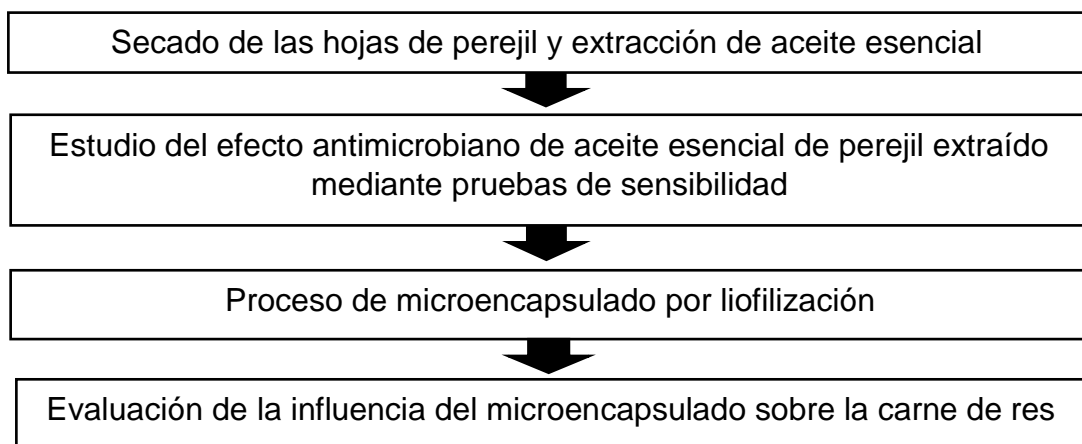 Secado de las hojas de perejil y extracción de aceite esencial
Estudio del efecto antimicrobiano de aceite esencial de perejil extraído
mediante pruebas de sensibilidad
Proceso de microencapsulado por liofilización
Evaluación de la influencia del microencapsulado sobre la carne de res